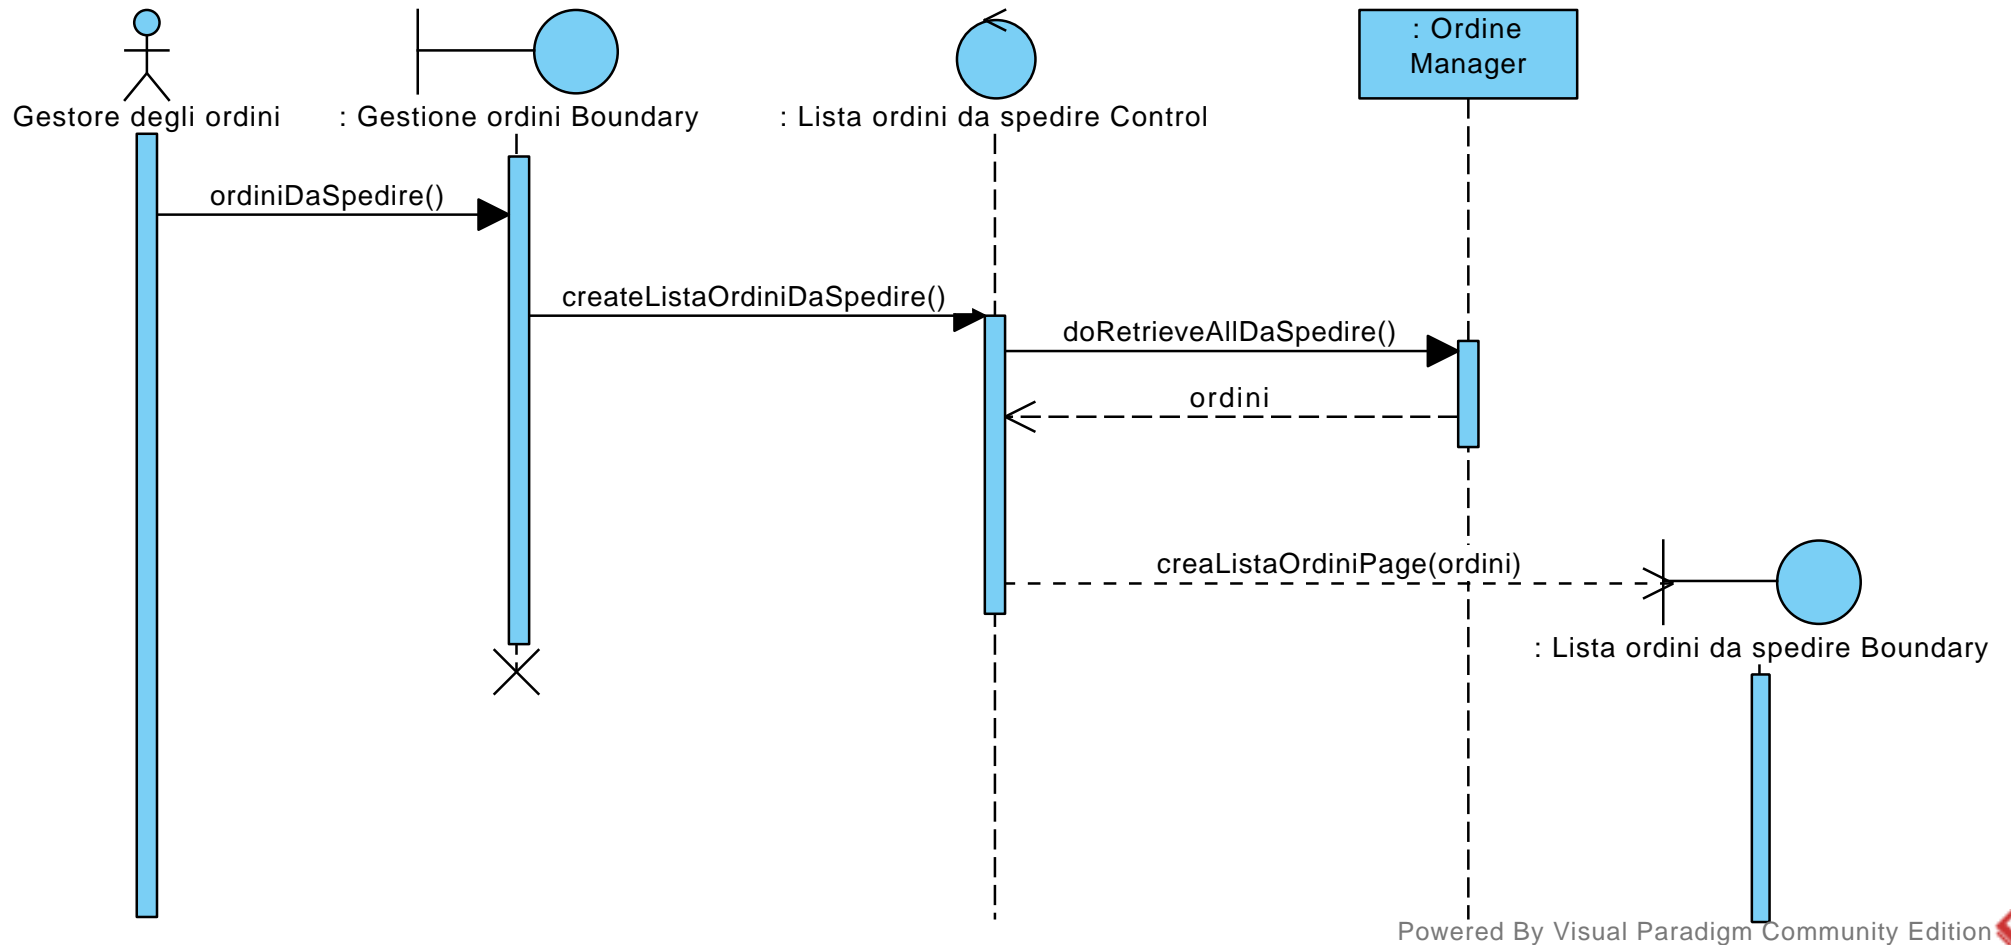 : Ordine
Manager
Gestore degli ordini
: Gestione ordini Boundary
: Lista ordini da spedire Control
ordiniDaSpedire()
createListaOrdiniDaSpedire()
doRetrieveAllDaSpedire()
ordini
creaListaOrdiniPage(ordini)
: Lista ordini da spedire Boundary
Powered By Visual Paradigm Community Edition